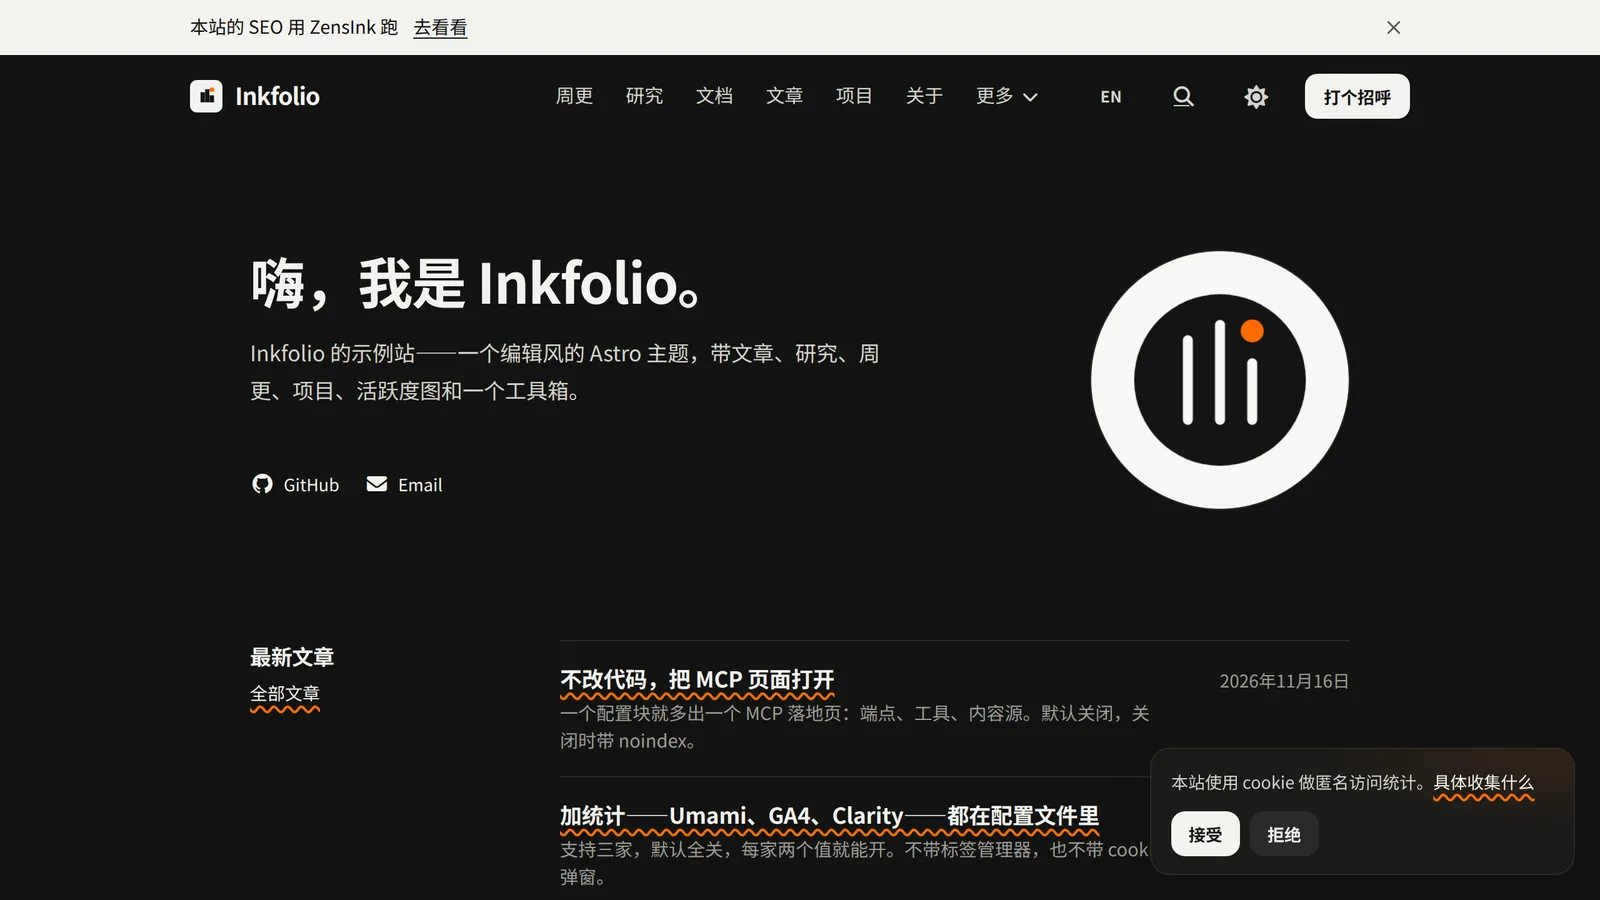 本站的 SEO 用 ZensInk 跑 去看看
Inkfolio
周更 研究 文档 文章 项目 关于 更多 EN 打个招呼
嗨，我是 Inkfolio。
Inkfolio 的示例站——一个编辑风的 Astro 主题，带文章、研究、周
更、项目、活跃度图和一个工具箱。
GitHub Email
最新文章
全部文章
不改代码，把 MCP 页面打开
2026年11月16日
一个配置块就多出一个 MCP 落地页：端点、工具、内容源。默认关闭，关
闭时带 noindex。
加统计——Umami、GA4、Clarity——都在配置文件里
支持三家，默认全关，每家两个值就能开。不带标签管理器，也不带 cook
弹窗。
本站使用 cookie 做匿名访问统计。具体收集什么
接受 拒绝